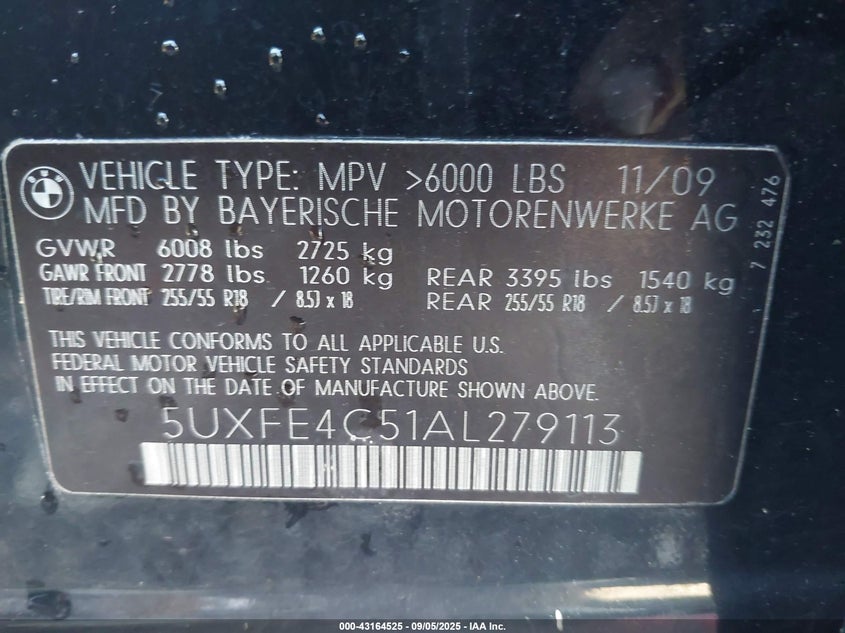 BMW
VEHICLE TYPE: MPV >6000 LBS 11/09
MFD BY BAYERISCHE MOTORENWERKE AG
GVWR 6008 lbs 2725 kg
GAWR FRONT 2778 lbs 1260 kg REAR 3395 lbs 1540 kg
TIRE/RIM FRONT 255/55 R18 / 8.5J x 18 REAR 255/55 R18 / 8.5J x 18
7 232 476
THIS VEHICLE CONFORMS TO ALL APPLICABLE U.S.
FEDERAL MOTOR VEHICLE SAFETY STANDARDS
IN EFFECT ON THE DATE OF MANUFACTURE SHOWN ABOVE.
5UXFE4C51AL279113
000-43164525 - 09/05/2025 - IAA Inc.